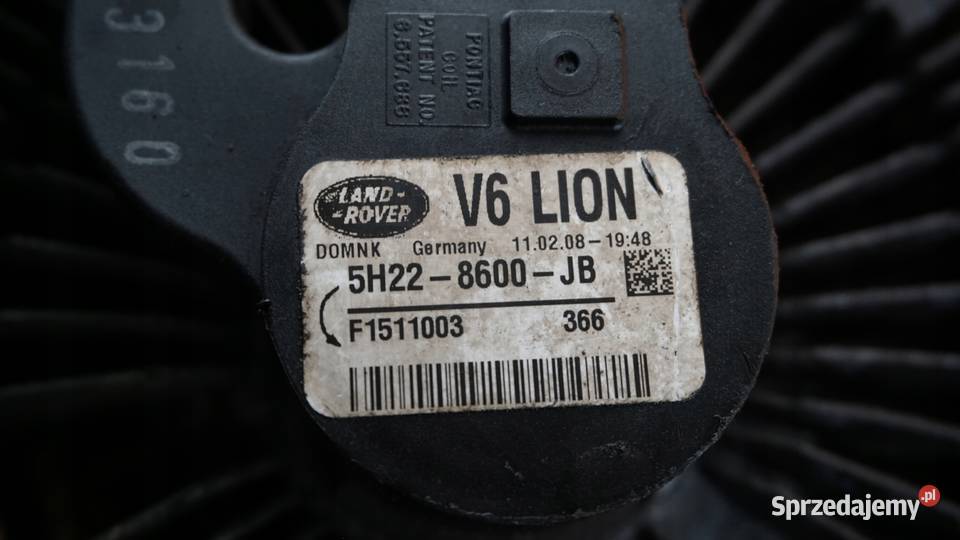 3160
PONTIAC
COIL
PATENT NO.
6.557.688
LAND-
-ROVER
V6 LION
DOMNK Germany 11.02.08-19:48
5H22-8600-JB
F1511003 366
Sprzedajemy.pl